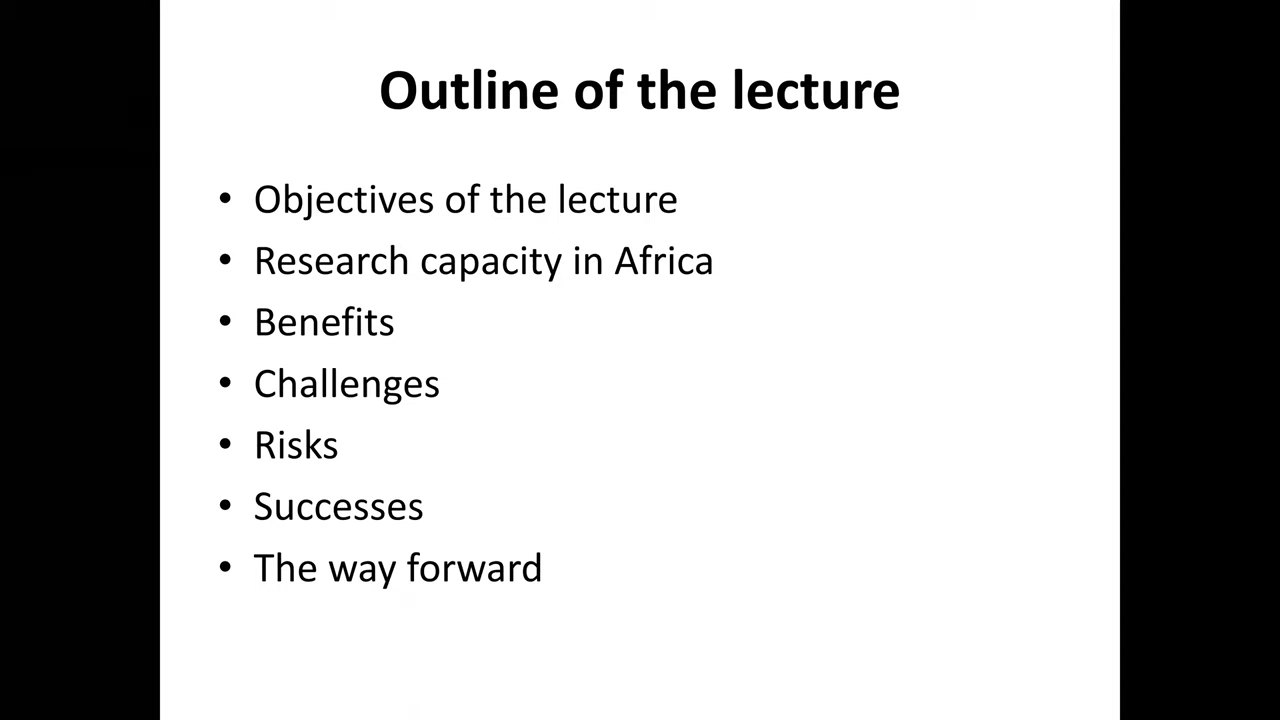 Outline of the lecture
• Objectives of the lecture
• Research capacity in Africa
• Benefits
• Challenges
• Risks
• Successes
• The way forward